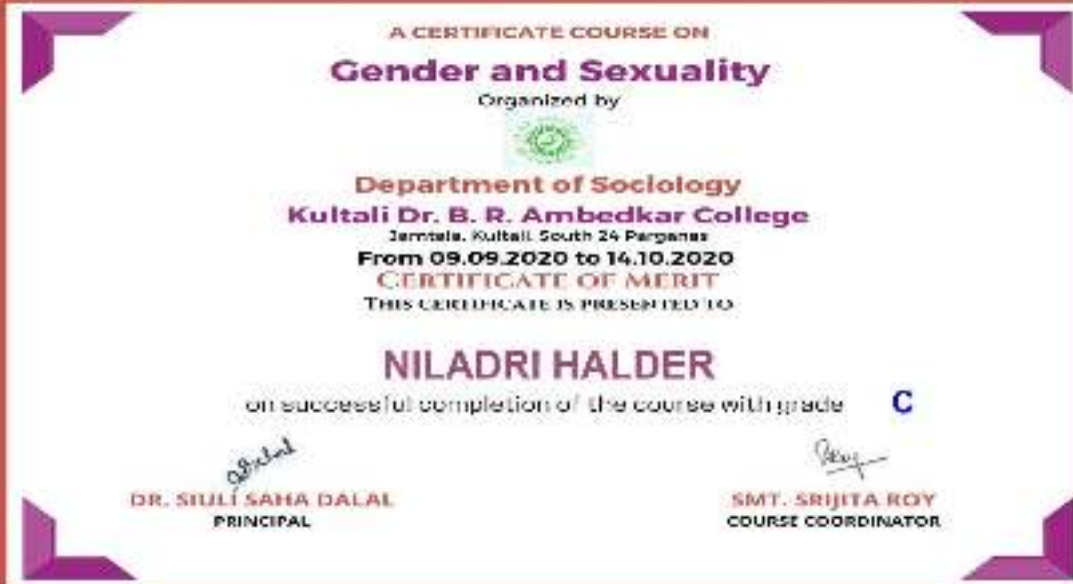 A CERTIFICATE COURSE ON
Gender and Sexuality
Organized by
Department of Sociology
Kultali Dr. B. R. Ambedkar College
Jamtala, Kultali, South 24 Parganas
From 09.09.2020 to 14.10.2020
CERTIFICATE OF MERIT
THIS CERTIFICATE IS PRESENTED TO
NILADRI HALDER
on successful completion of the course with grade C
DR. SIULI SAHA DALAL
PRINCIPAL
SMT. SRIJITA ROY
COURSE COORDINATOR